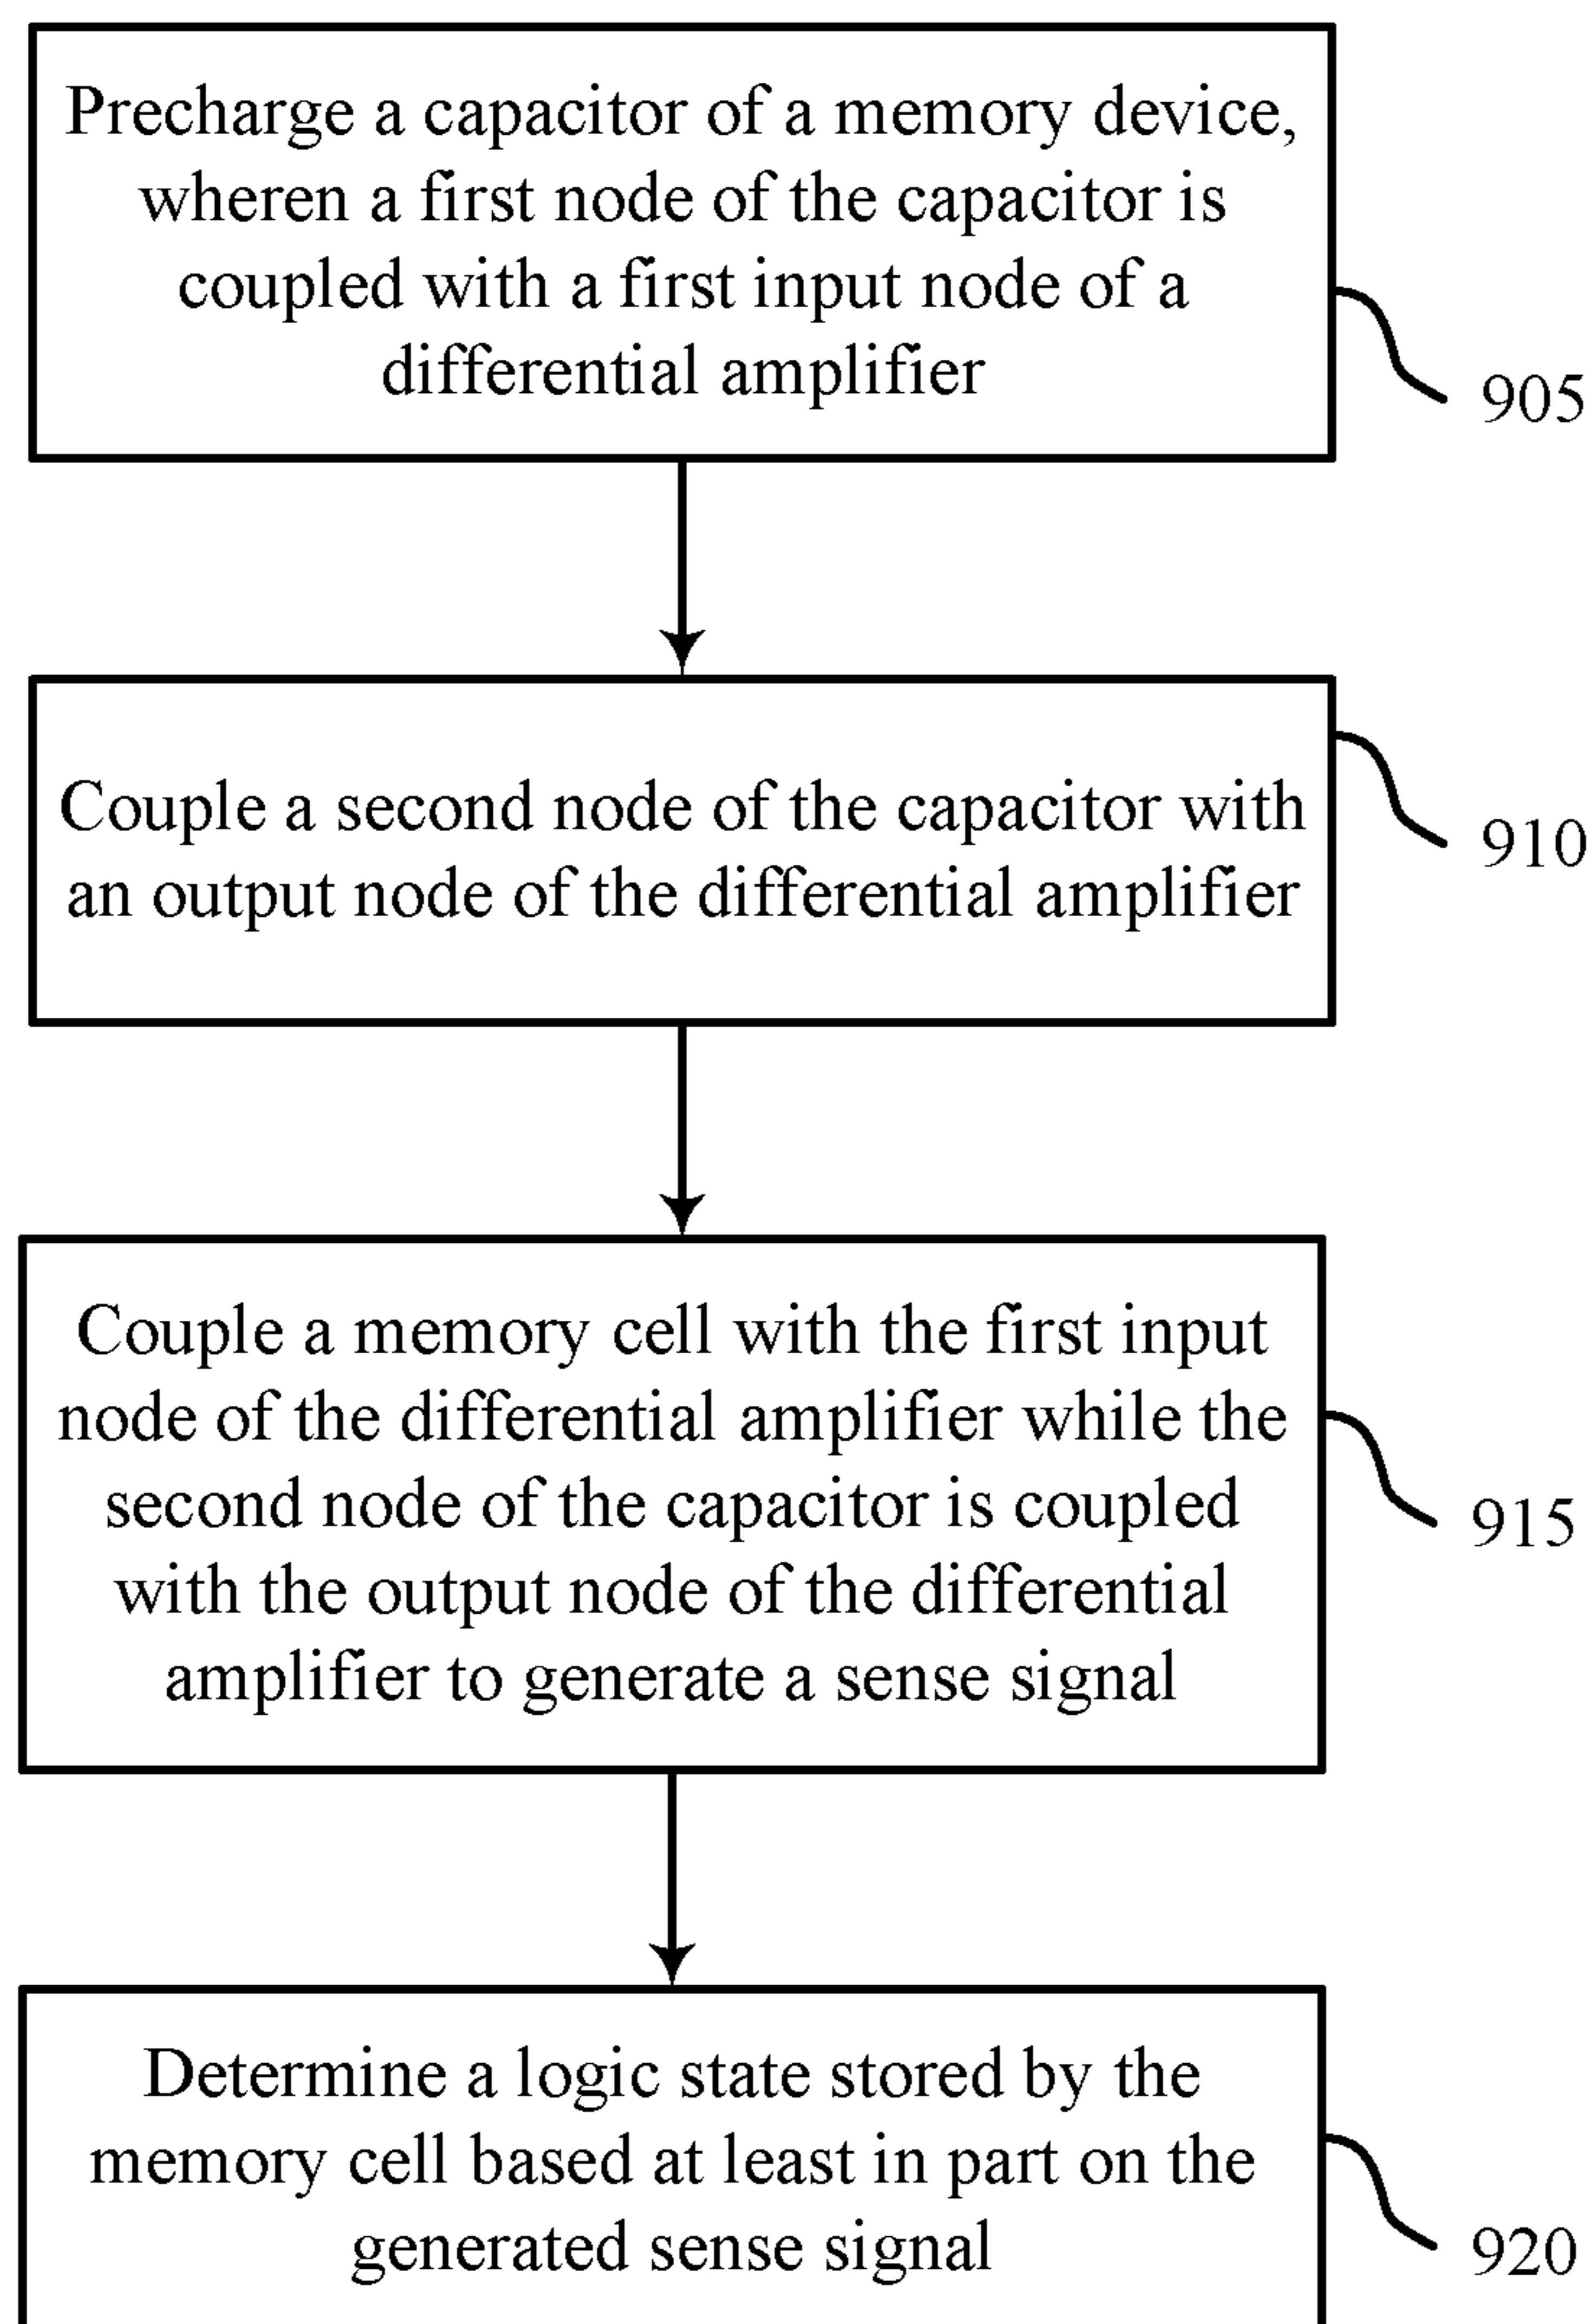 Precharge a capacitor of a memory device,
wheren a first node of the capacitor is
coupled with a first input node of a
differential amplifier
905
Couple a second node of the capacitor with
an output node of the differential amplifier
910
Couple a memory cell with the first input
node of the differential amplifier while the
second node of the capacitor is coupled
with the output node of the differential
amplifier to generate a sense signal
915
Determine a logic state stored by the
memory cell based at least in part on the
generated sense signal
920